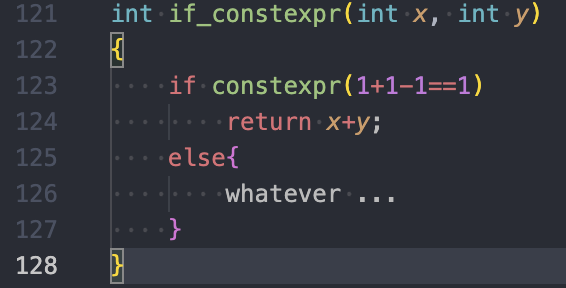 121 int if_constexpr(int x, int y)
122 {
123     if constexpr(1+1-1==1)
124         return x+y;
125     else{
126         whatever ...
127     }
128 }